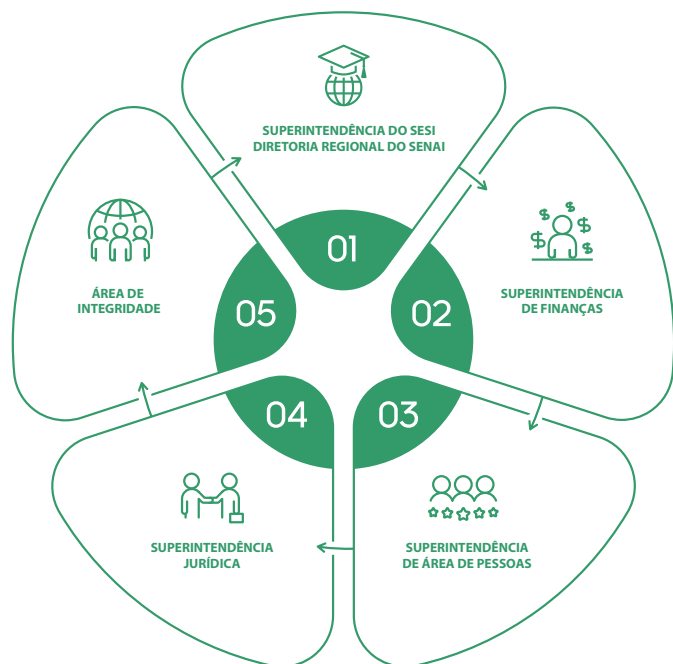 SUPERINTENDÊNCIA DO SESI
DIRETORIA REGIONAL DO SENAI
01
SUPERINTENDÊNCIA
DE FINANÇAS
02
SUPERINTENDÊNCIA
DE ÁREA DE PESSOAS
03
SUPERINTENDÊNCIA
JURÍDICA
04
ÁREA DE
INTEGRIDADE
05